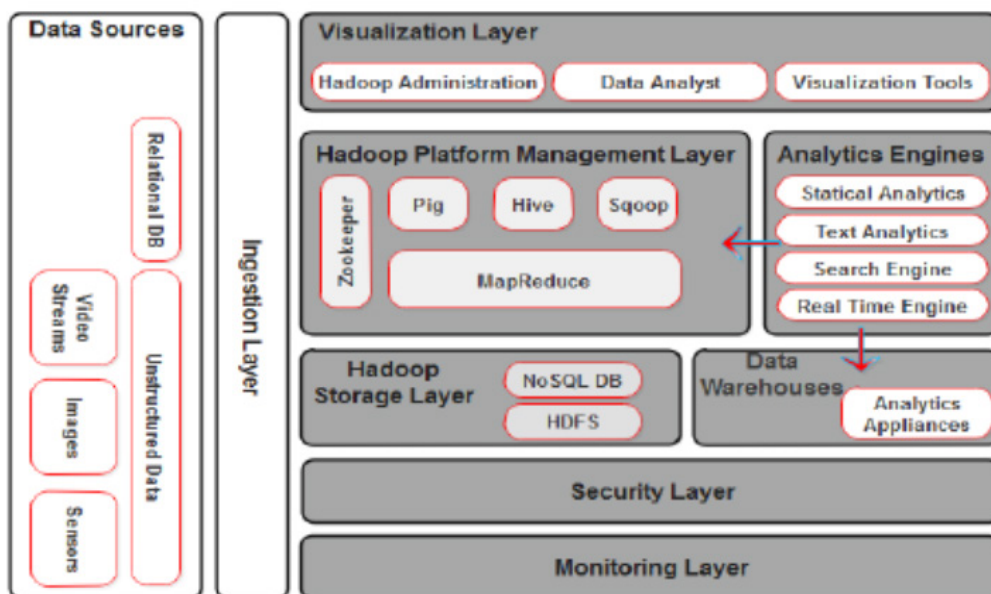 Data Sources
Relational DB
Video
Streams
Images
Sensors
Unstructured Data
Ingestion Layer
Visualization Layer
Hadoop Administration
Data Analyst
Visualization Tools
Hadoop Platform Management Layer
Zookeeper
Pig
Hive
Sqoop
MapReduce
Analytics Engines
Statical Analytics
Text Analytics
Search Engine
Real Time Engine
Hadoop
Storage Layer
NoSQL DB
HDFS
Data
Warehouses
Analytics
Appliances
Security Layer
Monitoring Layer